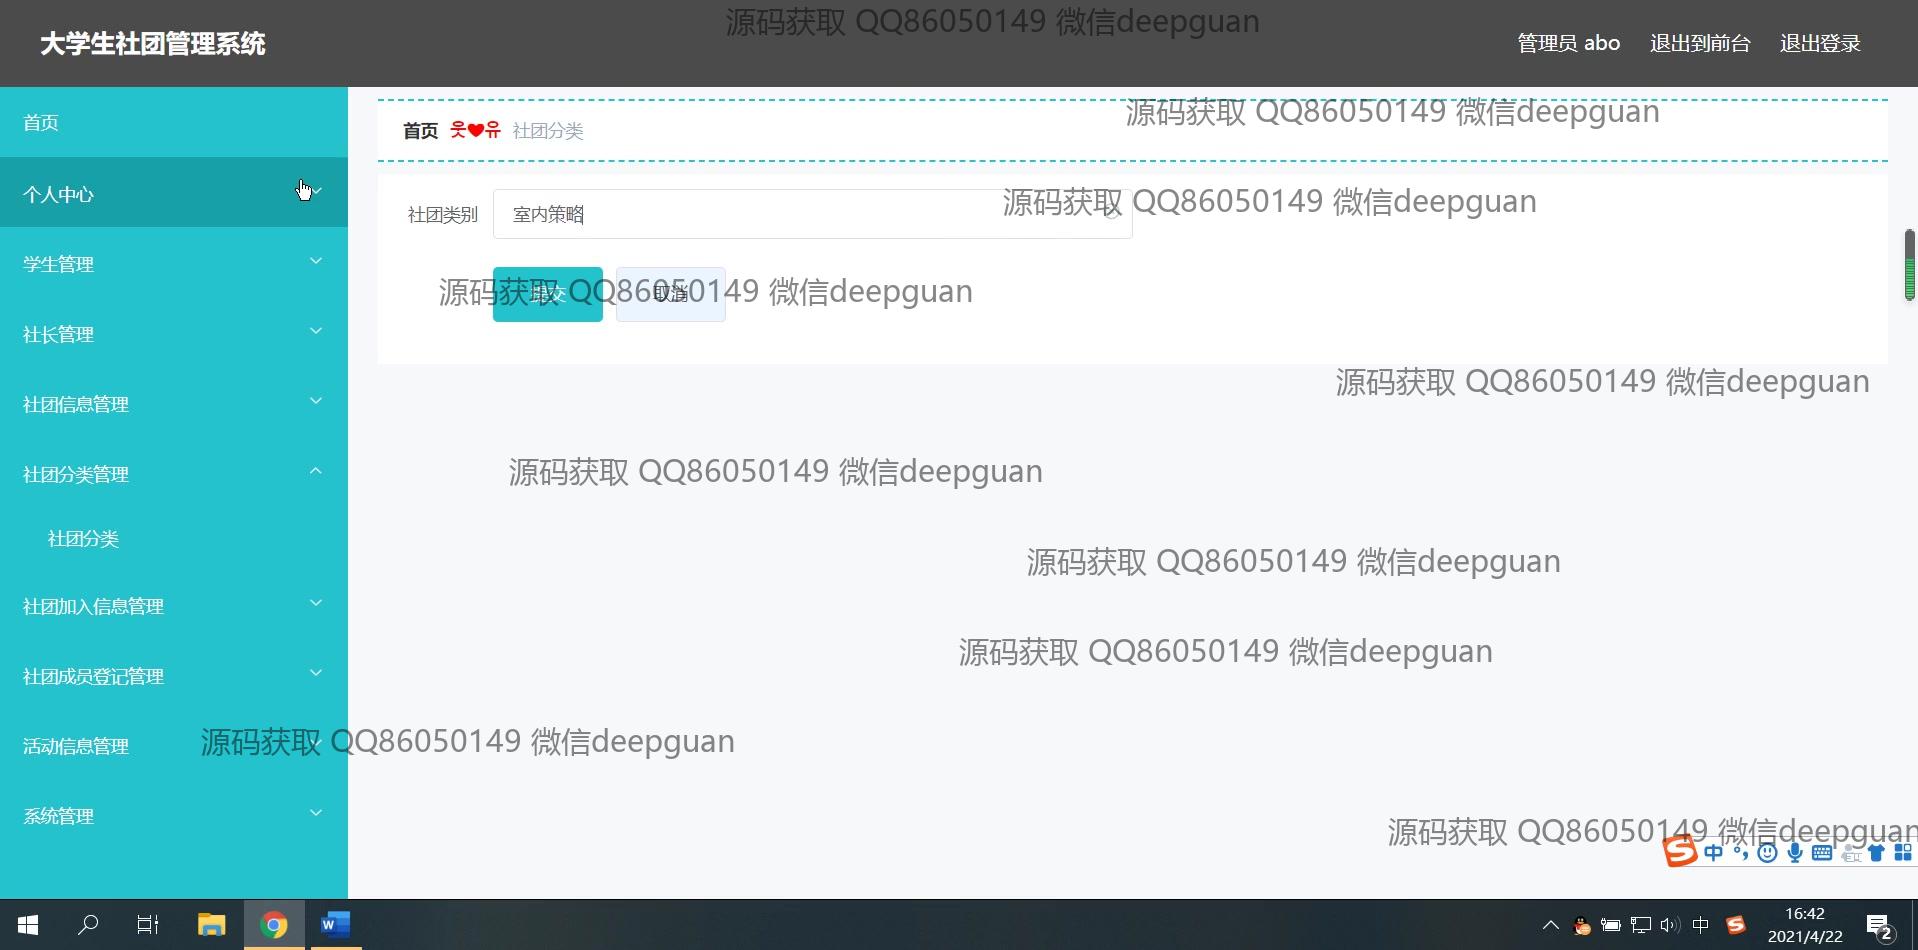 源码获取 QQ86050149 微信deepguan
大学生社团管理系统
管理员 abo
退出到前台
退出登录
首页
个人中心
学生管理
社长管理
社团信息管理
社团分类管理
社团分类
社团加入信息管理
社团成员登记管理
活动信息管理
系统管理
源码获取 QQ86050149 微信deepguan
首页 웃❤유 社团分类
源码获取 QQ86050149 微信deepguan
社团类别 室内策略
提交
取消
源码获取 QQ86050149 微信deepguan
源码获取 QQ86050149 微信deepguan
源码获取 QQ86050149 微信deepguan
源码获取 QQ86050149 微信deepguan
源码获取 QQ86050149 微信deepguan
源码获取 QQ86050149 微信deepguan
源码获取 QQ86050149 微信deepguan
S 中
W
中 S
16:42
2021/4/22
2